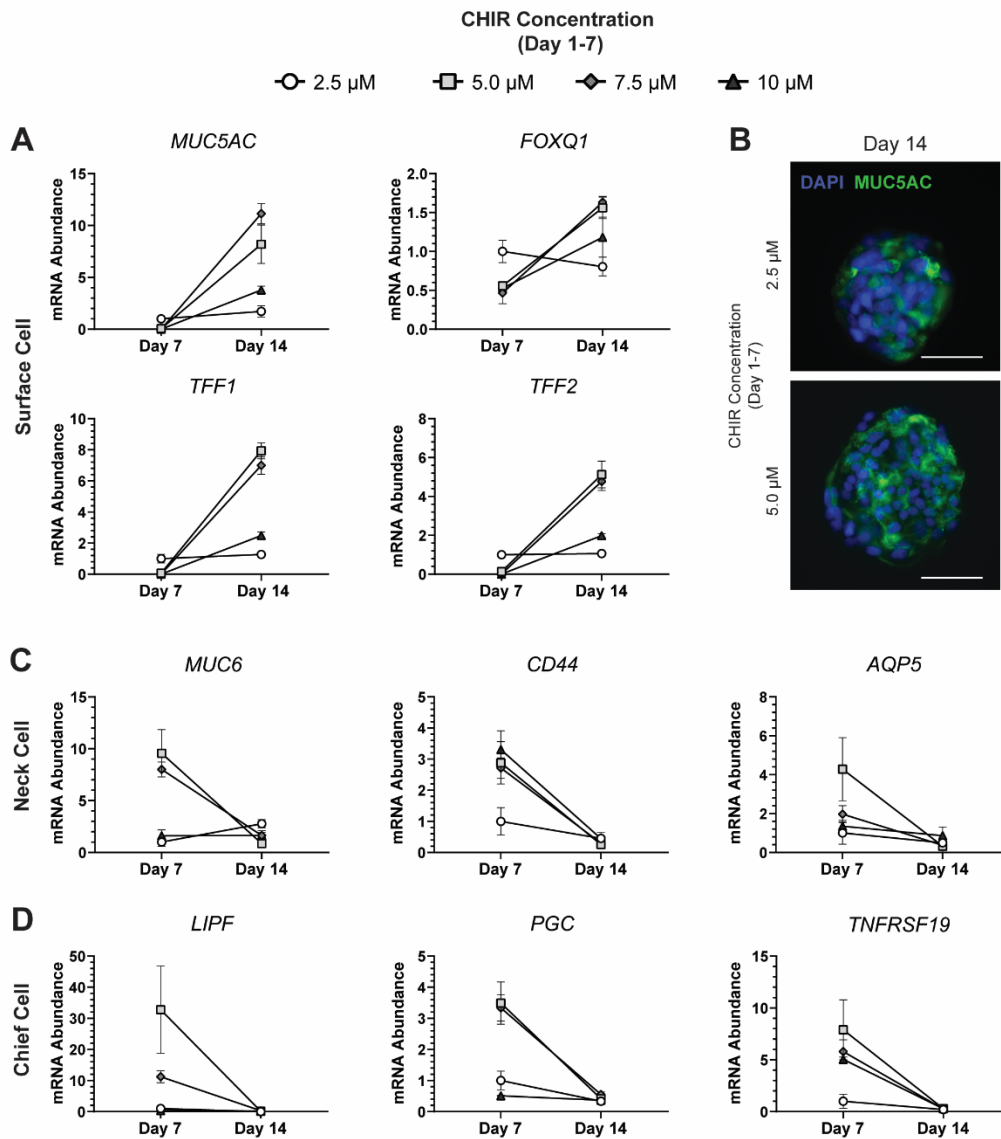 CHIR Concentration
(Day 1-7)
2.5 µM 5.0 µM 7.5 µM 10 µM
A
B
Surface Cell
MUC5AC
mRNA Abundance
15
10
5
0
Day 7 Day 14
FOXQ1
mRNA Abundance
2.0
1.5
1.0
0.5
0.0
Day 7 Day 14
TFF1
mRNA Abundance
10
8
6
4
2
0
Day 7 Day 14
TFF2
mRNA Abundance
8
6
4
2
0
Day 7 Day 14
Day 14
DAPI MUC5AC
CHIR Concentration
(Day 1-7)
2.5 µM
5.0 µM
C
Neck Cell
MUC6
mRNA Abundance
15
10
5
0
Day 7 Day 14
CD44
mRNA Abundance
5
4
3
2
1
0
Day 7 Day 14
AQP5
mRNA Abundance
8
6
4
2
0
Day 7 Day 14
D
Chief Cell
LIPF
mRNA Abundance
50
40
30
20
10
0
Day 7 Day 14
PGC
mRNA Abundance
5
4
3
2
1
0
Day 7 Day 14
TNFRSF19
mRNA Abundance
15
10
5
0
Day 7 Day 14